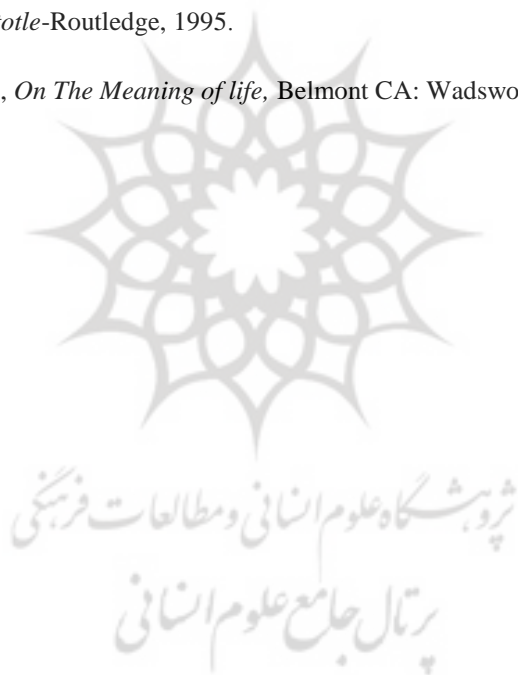 otle-Routledge, 1995.
, On The Meaning of life, Belmont CA: Wadswo
پژوهشگاه علوم انسانی و مطالعات فرهنگی
پرتال جامع علوم انسانی